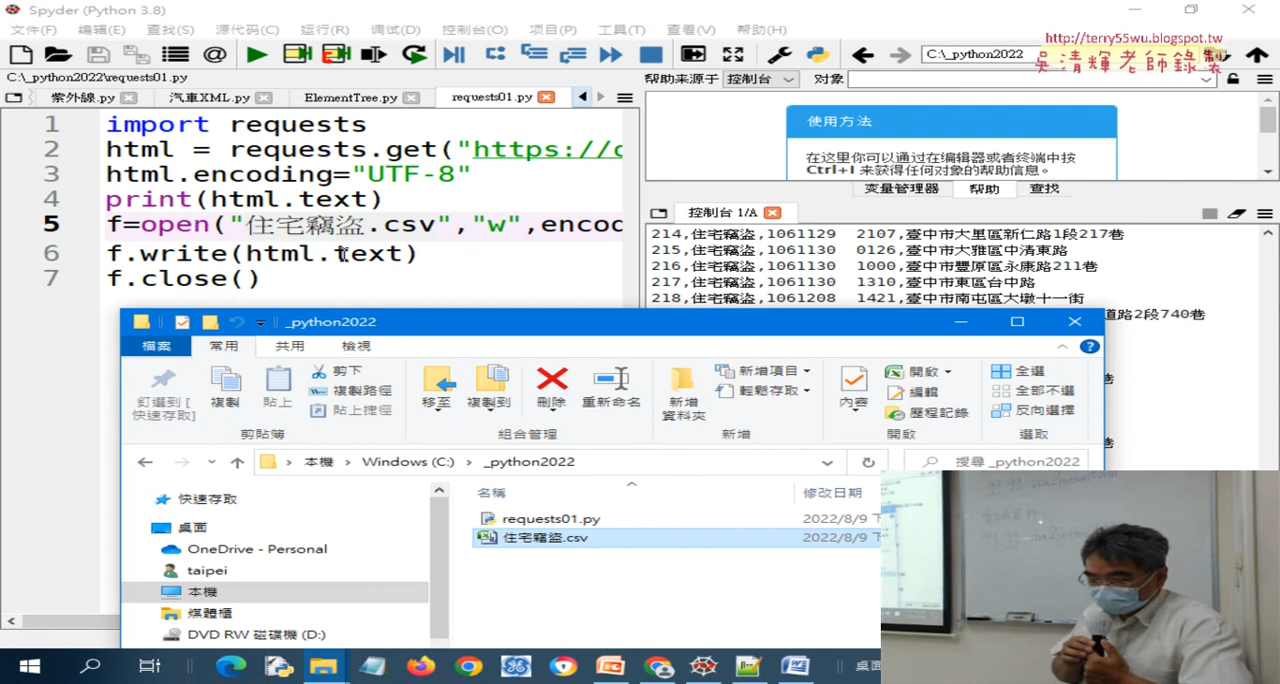 Spyder (Python 3.8)
文件(F) 编辑(E) 查找(S) 源代码(C) 运行(R) 调试(D) 控制台(O) 项目(P) 工具(T) 查看(V) 帮助(H)
http://terry55wu.blogspot.tw
吳清輝老師錄製
C:\_python2022
C:\_python2022\requests01.py
帮助来源于 控制台 对象
紫外線.py 汽車XML.py ElementTree.py requests01.py
1 import requests
2 html = requests.get("https://
3 html.encoding="UTF-8"
4 print(html.text)
5 f=open("住宅竊盜.csv","w",encod
6 f.write(html.text)
7 f.close()
使用方法
在这里你可以通过在编辑器或者终端中按
Ctrl+I 来获得任何对象的帮助信息。
变量管理器 帮助 查找
控制台 1/A
214,住宅竊盜,1061129 2107,臺中市大里區新仁路1段217巷
215,住宅竊盜,1061130 0126,臺中市大雅區中清東路
216,住宅竊盜,1061130 1000,臺中市豐原區永康路211巷
217,住宅竊盜,1061130 1310,臺中市東區台中路
218,住宅竊盜,1061208 1421,臺中市南屯區大墩十一街
道路2段740巷
巷
巷
_python2022
檔案 常用 共用 檢視
釘選到 [快速存取] 複製 貼上 剪下 複製路徑 貼上捷徑
移至 複製到 刪除 重新命名
新增資料夾 新增項目 輕鬆存取
內容 開啟 編輯 歷程記錄
全選 全部不選 反向選擇
剪貼簿 組合管理 新增 開啟 選取
本機 Windows (C:) _python2022
搜尋 _python2022
快速存取
桌面
OneDrive - Personal
taipei
本機
媒體櫃
DVD RW 磁碟機 (D:)
名稱 修改日期
requests01.py 2022/8/9 下
住宅竊盜.csv 2022/8/9 下
桌面